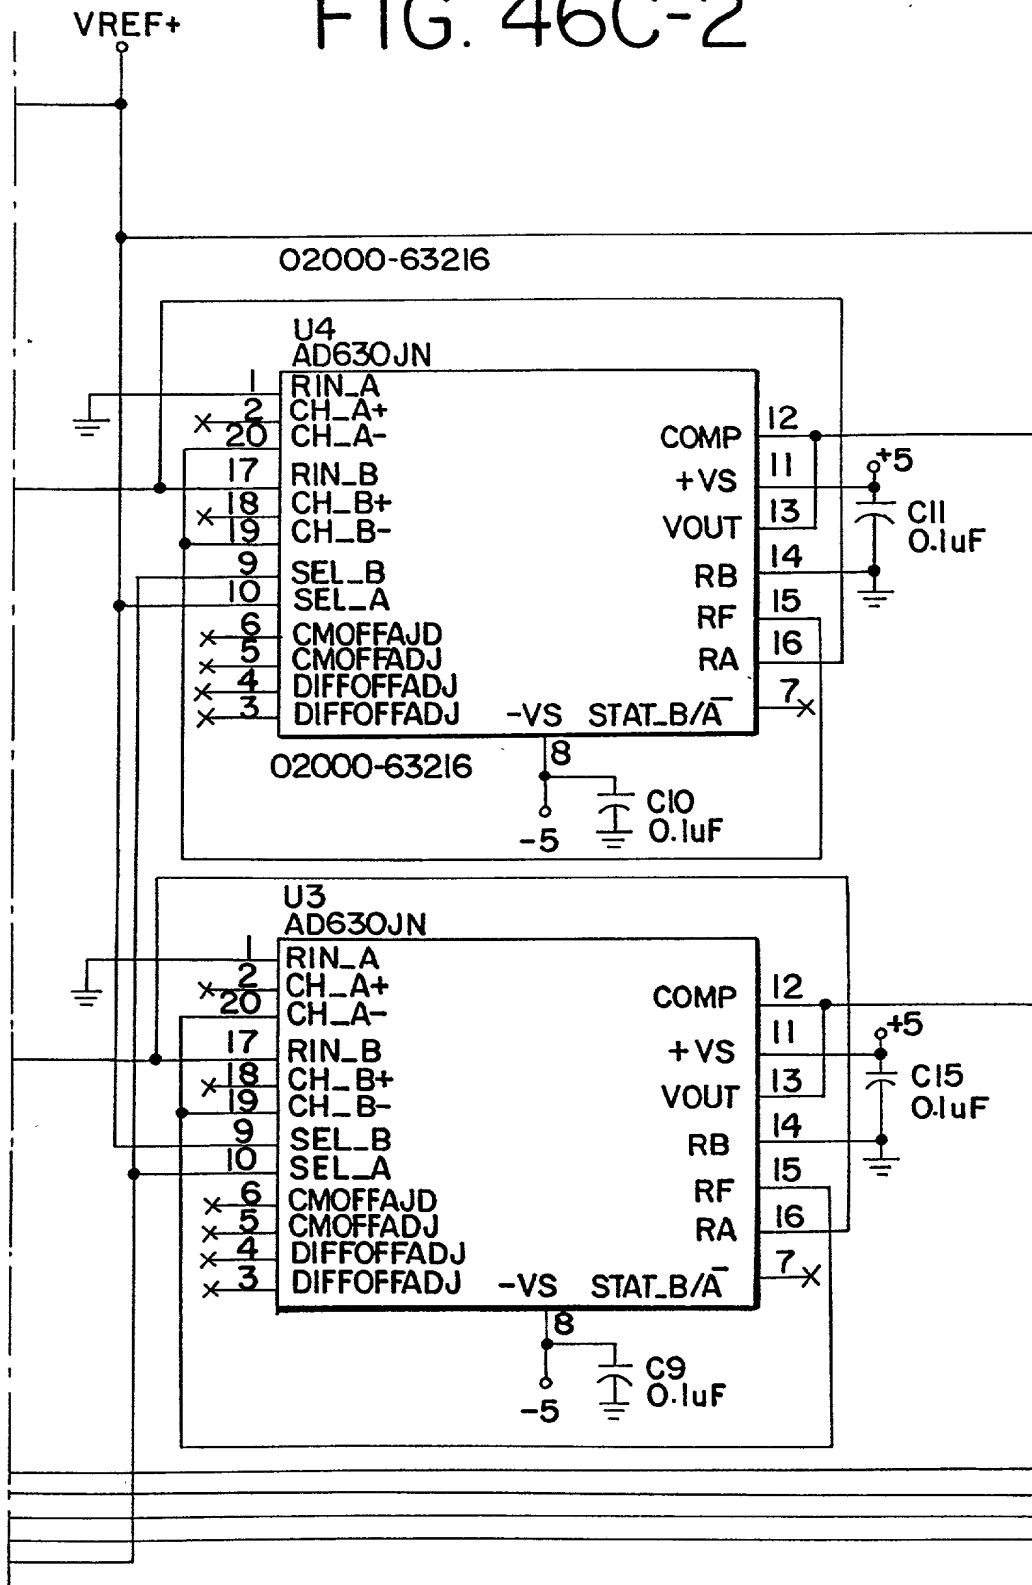 VREF+
FIG. 46C-2
02000-63216
U4
AD630JN
1 RIN_A
2 CH_A+
20 CH_A-
17 RIN_B
18 CH_B+
19 CH_B-
9 SEL_B
10 SEL_A
6 CMOFFAJD
5 CMOFFADJ
4 DIFFOFFADJ
3 DIFFOFFADJ
COMP 12
+VS 11
VOUT 13
RB 14
RF 15
RA 16
-VS STAT_B/A̅ 7
8
+5
C11
0.1uF
02000-63216
C10
0.1uF
-5
U3
AD630JN
1 RIN_A
2 CH_A+
20 CH_A-
17 RIN_B
18 CH_B+
19 CH_B-
9 SEL_B
10 SEL_A
6 CMOFFAJD
5 CMOFFADJ
4 DIFFOFFADJ
3 DIFFOFFADJ
COMP 12
+VS 11
VOUT 13
RB 14
RF 15
RA 16
-VS STAT_B/A̅ 7
8
+5
C15
0.1uF
C9
0.1uF
-5